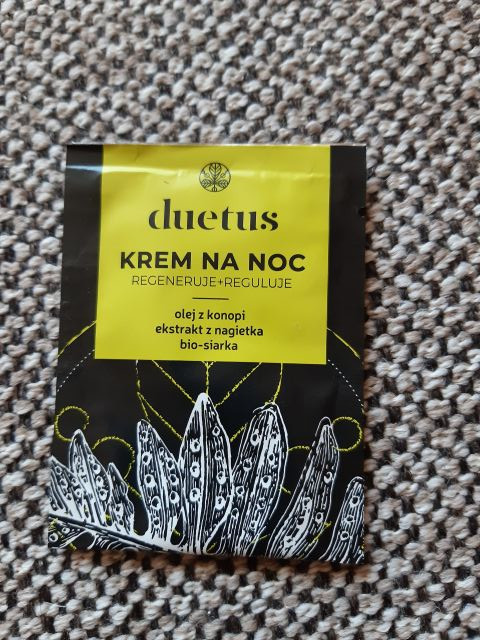 duetus
KREM NA NOC
REGENERUJE+REGULUJE
olej z konopi
ekstrakt z nagietka
bio-siarka